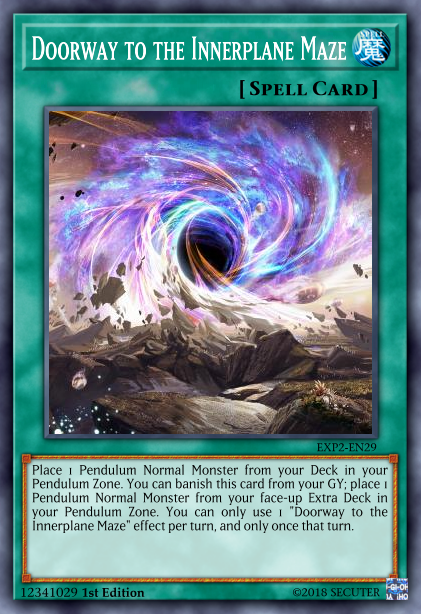 Doorway to the Innerplane Maze 魔
[ Spell Card ]
EXP2-EN29
Place 1 Pendulum Normal Monster from your Deck in your
Pendulum Zone. You can banish this card from your GY; place 1
Pendulum Normal Monster from your face-up Extra Deck in
your Pendulum Zone. You can only use 1 "Doorway to the
Innerplane Maze" effect per turn, and only once that turn.
12341029 1st Edition ©2018 SECUTER